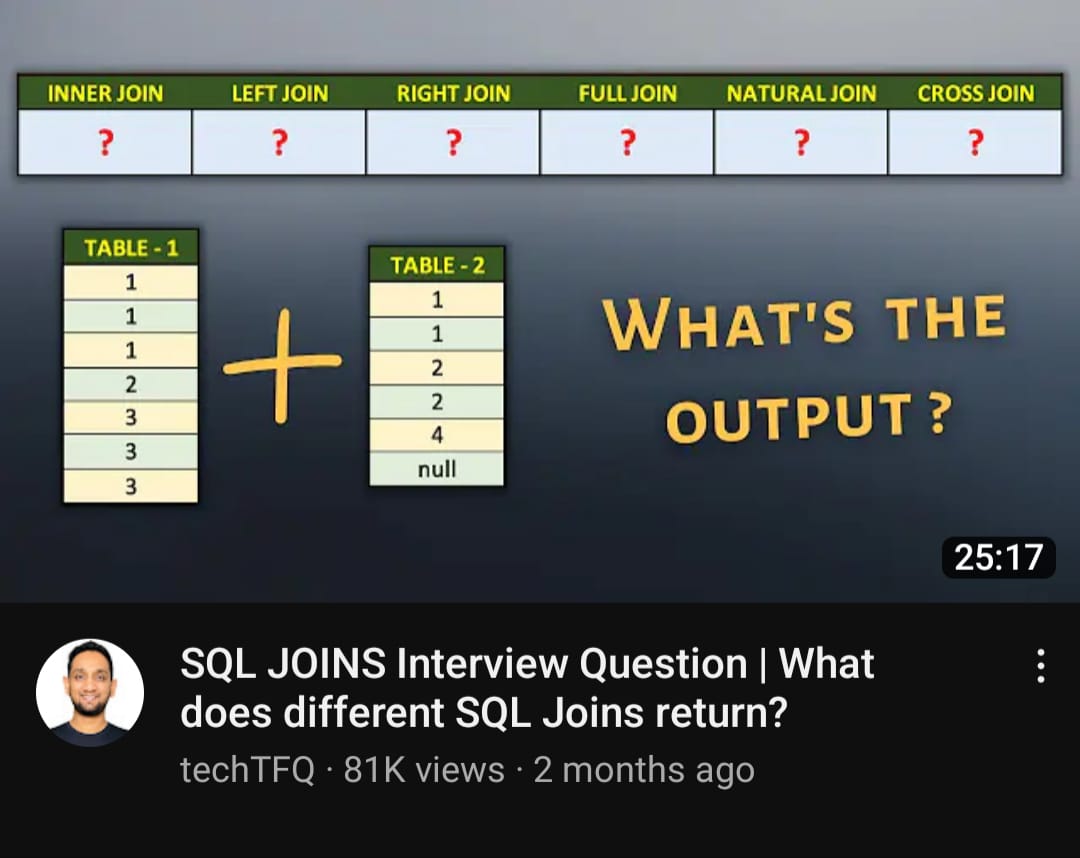 INNER JOIN LEFT JOIN RIGHT JOIN FULL JOIN NATURAL JOIN CROSS JOIN
? ? ? ? ? ?
TABLE - 1
1
1
1
2
3
3
3
+
TABLE - 2
1
1
2
2
4
null
WHAT'S THE
OUTPUT ?
25:17
SQL JOINS Interview Question | What
does different SQL Joins return?
techTFQ · 81K views · 2 months ago